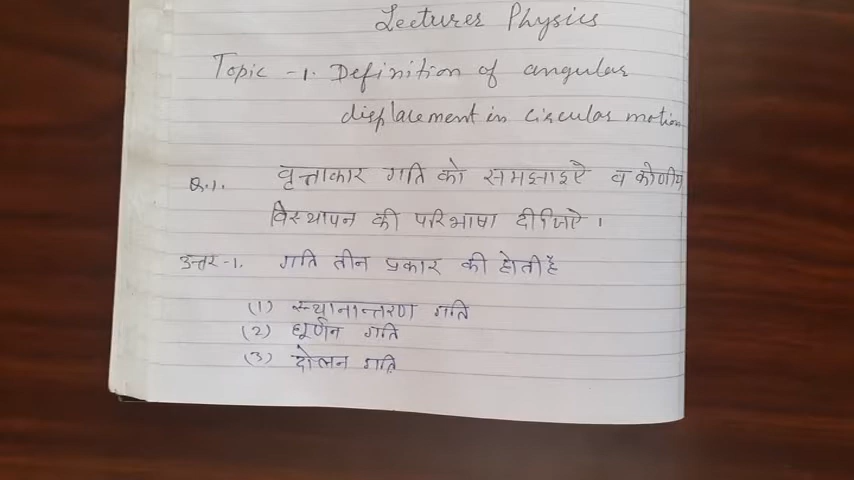 Lectures Physics
Topic -1. Definition of angular
displacement in circular motion
Q.1. वृत्ताकार गति को समझाइऐ व कोणीय
विस्थापन की परिभाषा दीजिऐ ।
उत्तर-1. गति तीन प्रकार की होती हैं
(1) स्थानान्तरण गति
(2) घूर्णन गति
(3) दोलन गति